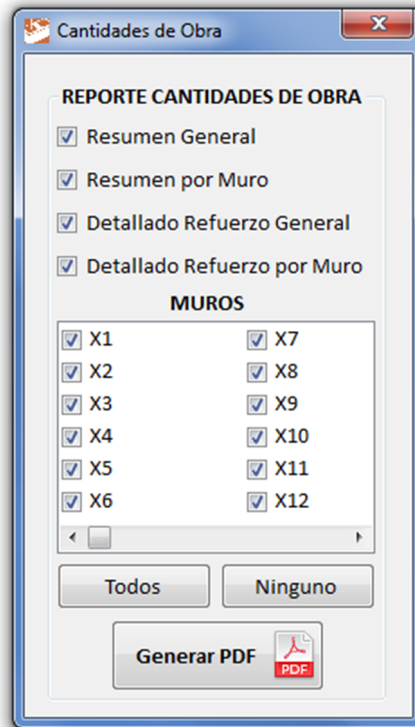 Cantidades de Obra
REPORTE CANTIDADES DE OBRA
Resumen General
Resumen por Muro
Detallado Refuerzo General
Detallado Refuerzo por Muro
MUROS
X1 X7
X2 X8
X3 X9
X4 X10
X5 X11
X6 X12
Todos Ninguno
Generar PDF PDF